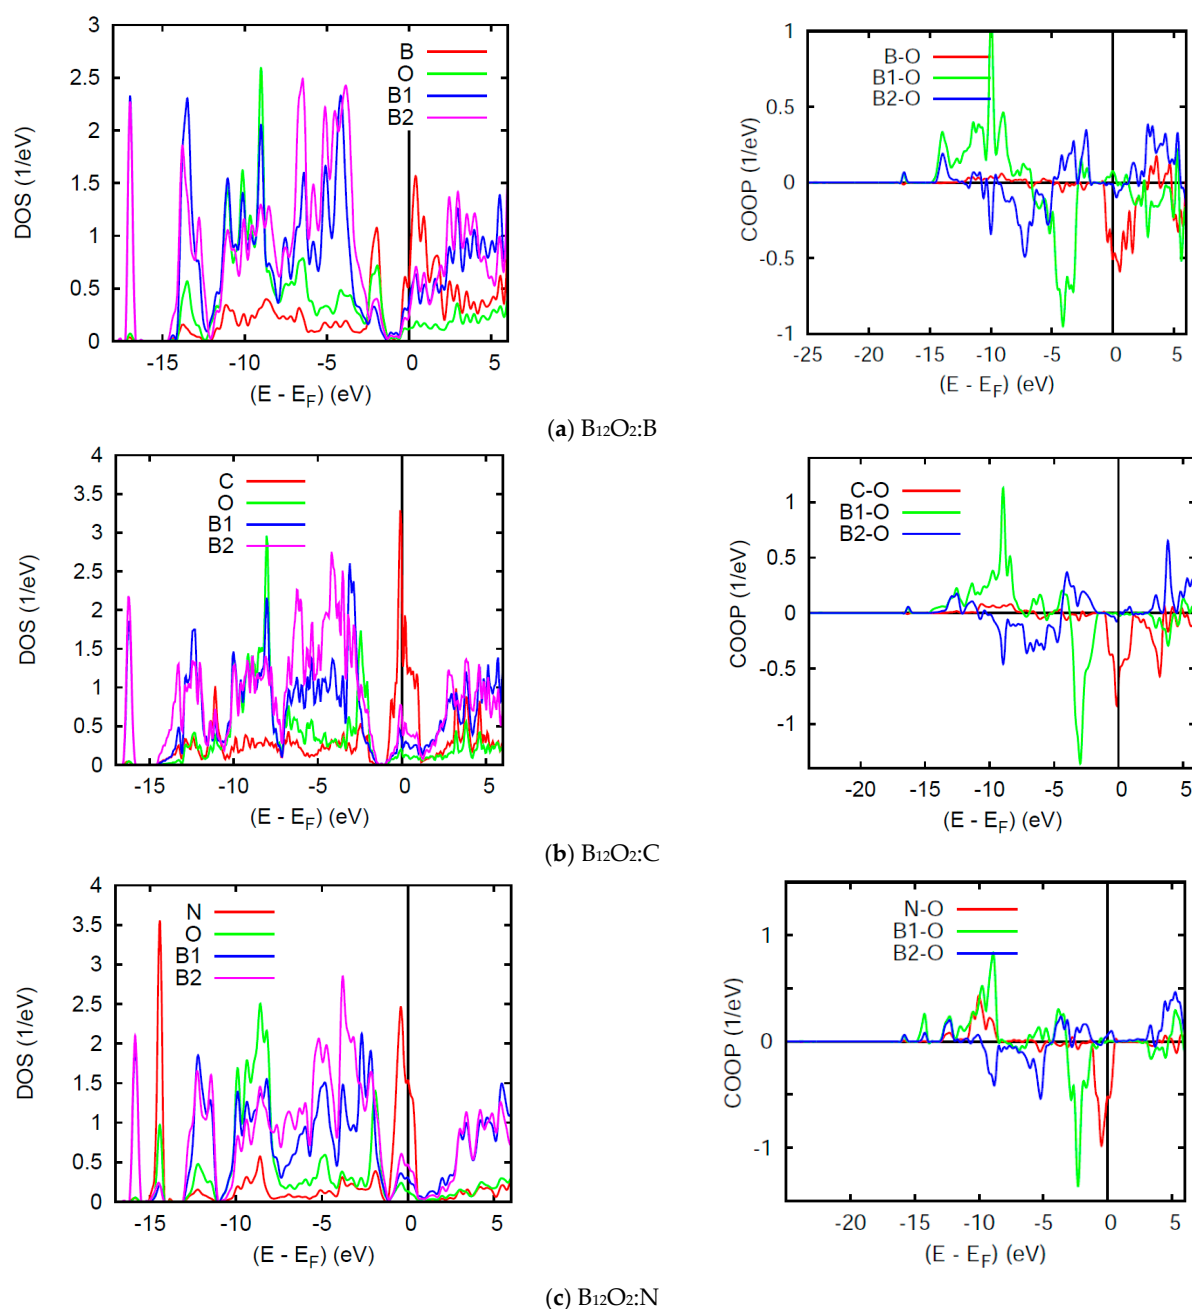 3
2.5
2
1.5
1
0.5
0
DOS (1/eV)
B
O
B1
B2
-15 -10 -5 0 5
(E - EF) (eV)
1
0.5
0
-0.5
-1
COOP (1/eV)
B-O
B1-O
B2-O
-25 -20 -15 -10 -5 0 5
(E - EF) (eV)
(a) B12O2:B
4
3.5
3
2.5
2
1.5
1
0.5
0
DOS (1/eV)
C
O
B1
B2
-15 -10 -5 0 5
(E - EF) (eV)
1
0.5
0
-0.5
-1
COOP (1/eV)
C-O
B1-O
B2-O
-20 -15 -10 -5 0 5
(E - EF) (eV)
(b) B12O2:C
4
3.5
3
2.5
2
1.5
1
0.5
0
DOS (1/eV)
N
O
B1
B2
-15 -10 -5 0 5
(E - EF) (eV)
1
0
-1
COOP (1/eV)
N-O
B1-O
B2-O
-20 -15 -10 -5 0 5
(E - EF) (eV)
(c) B12O2:N